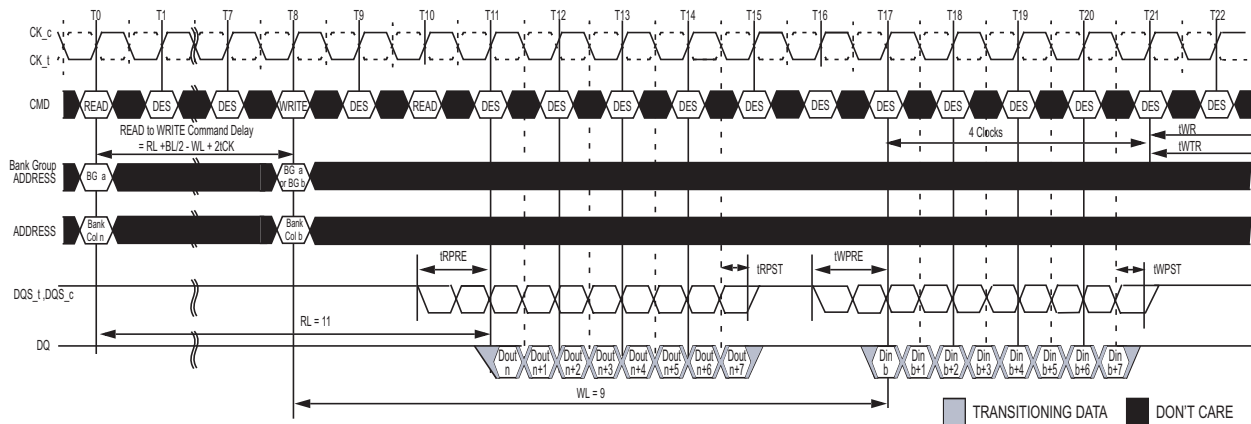 T0 T1 T7 T8 T9 T10 T11 T12 T13 T14 T15 T16 T17 T18 T19 T20 T21 T22
CK_c
CK_t
CMD READ DES DES WRITE DES READ DES DES DES DES DES DES DES DES DES DES DES DES
READ to WRITE Command Delay
= RL +BL/2 - WL + 2tCK
4 Clocks
tWR
tWTR
Bank Group
ADDRESS
BG a
BG a
or BG b
ADDRESS
Bank
Col n
Bank
Col b
tRPRE
tRPST
tWPRE
tWPST
DQS_t ,DQS_c
RL = 11
DQ
Dout
n
Dout
n+1
Dout
n+2
Dout
n+3
Dout
n+4
Dout
n+5
Dout
n+6
Dout
n+7
Din
b
Din
b+1
Din
b+2
Din
b+3
Din
b+4
Din
b+5
Din
b+6
Din
b+7
WL = 9
TRANSITIONING DATA
DON'T CARE